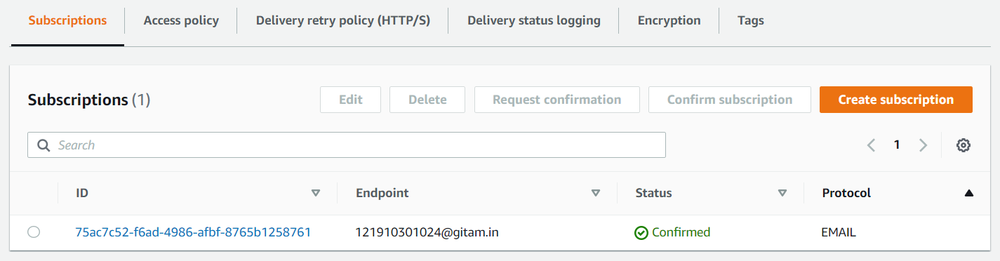 Subscriptions Access policy Delivery retry policy (HTTP/S) Delivery status logging Encryption Tags
Subscriptions (1) Edit Delete Request confirmation Confirm subscription Create subscription
Search 1
ID Endpoint Status Protocol
75ac7c52-f6ad-4986-afbf-8765b1258761 121910301024@gitam.in Confirmed EMAIL